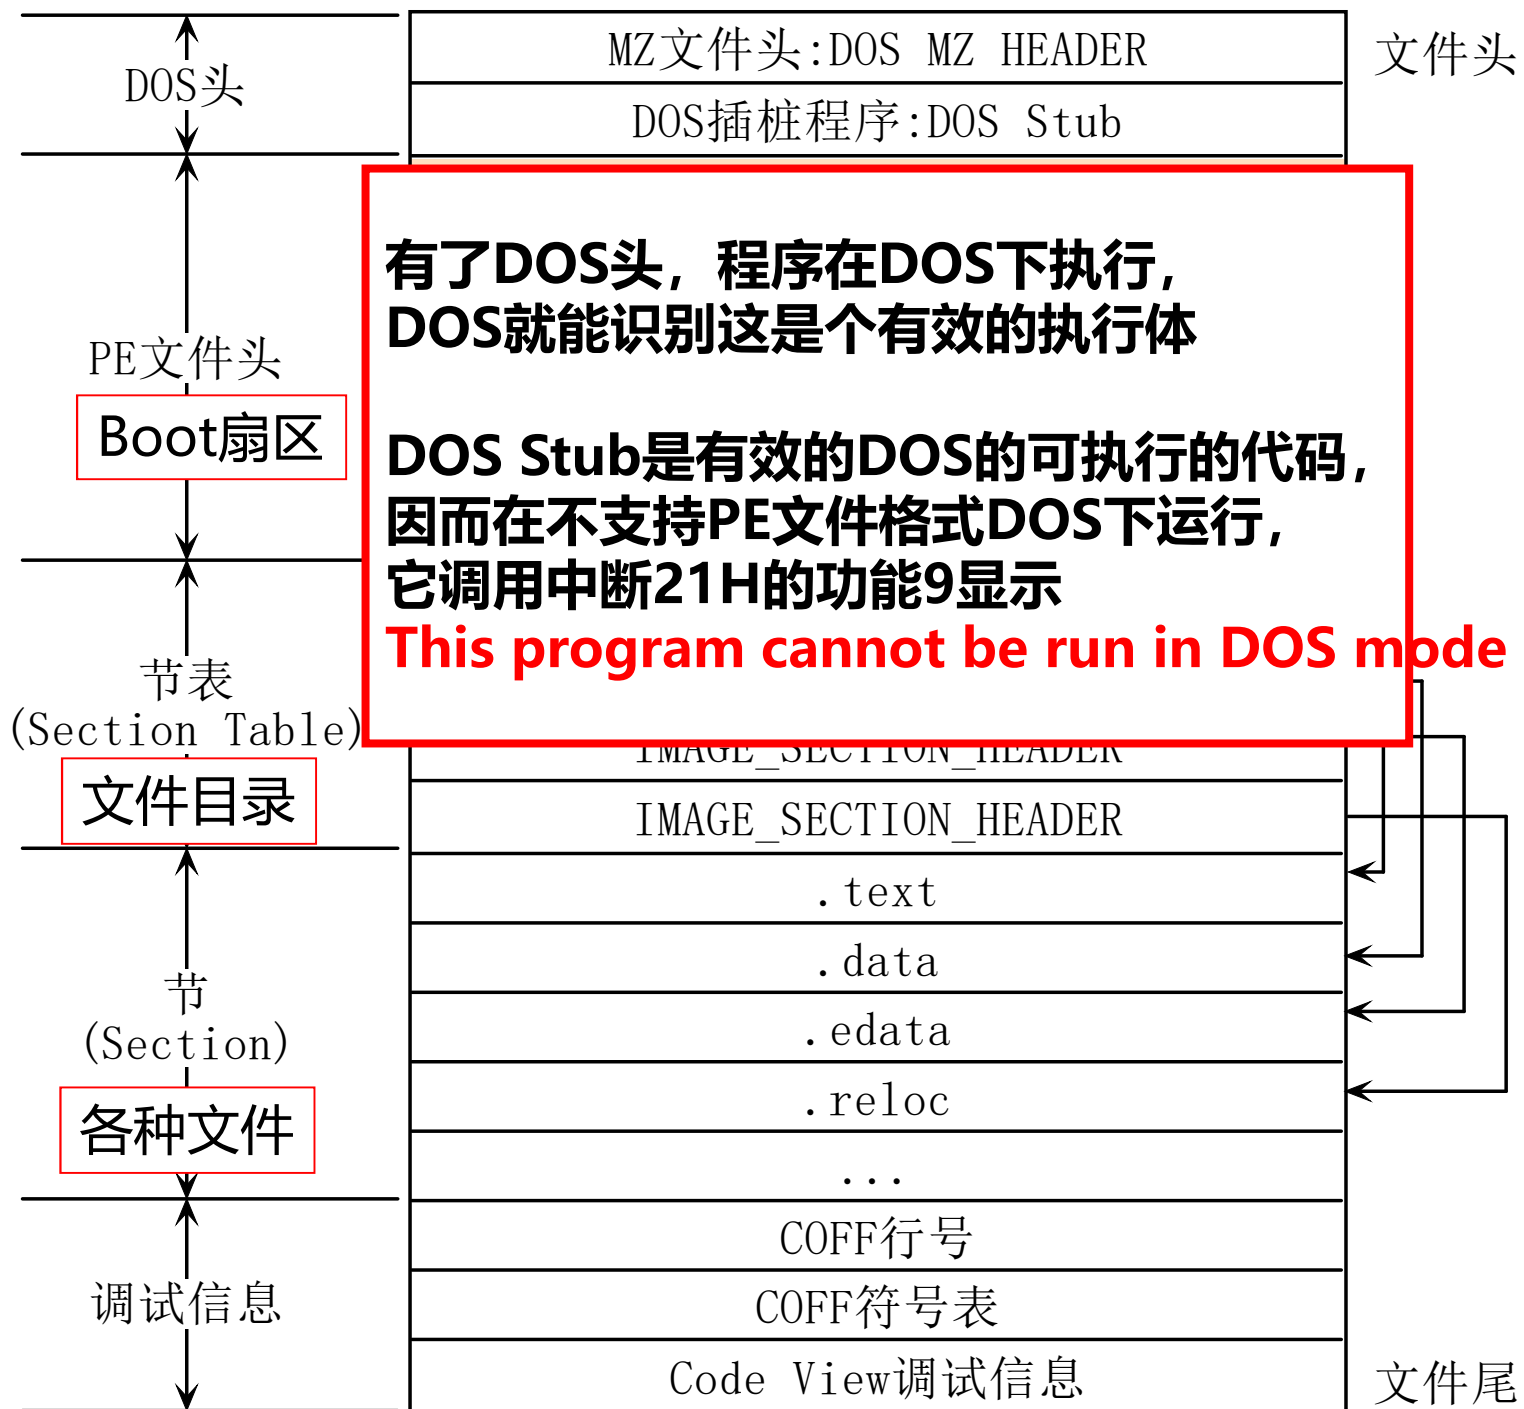 MZ文件头:DOS MZ HEADER
文件头
DOS头
DOS插桩程序:DOS Stub
有了DOS头，程序在DOS下执行，
DOS就能识别这是个有效的执行体
PE文件头
Boot扇区
DOS Stub是有效的DOS的可执行的代码，
因而在不支持PE文件格式DOS下运行，
它调用中断21H的功能9显示
This program cannot be run in DOS mode
节表
(Section Table)
IMAGE_SECTION_HEADER
文件目录
IMAGE_SECTION_HEADER
.text
.data
节
(Section)
.edata
.reloc
各种文件
...
COFF行号
调试信息
COFF符号表
Code View调试信息
文件尾